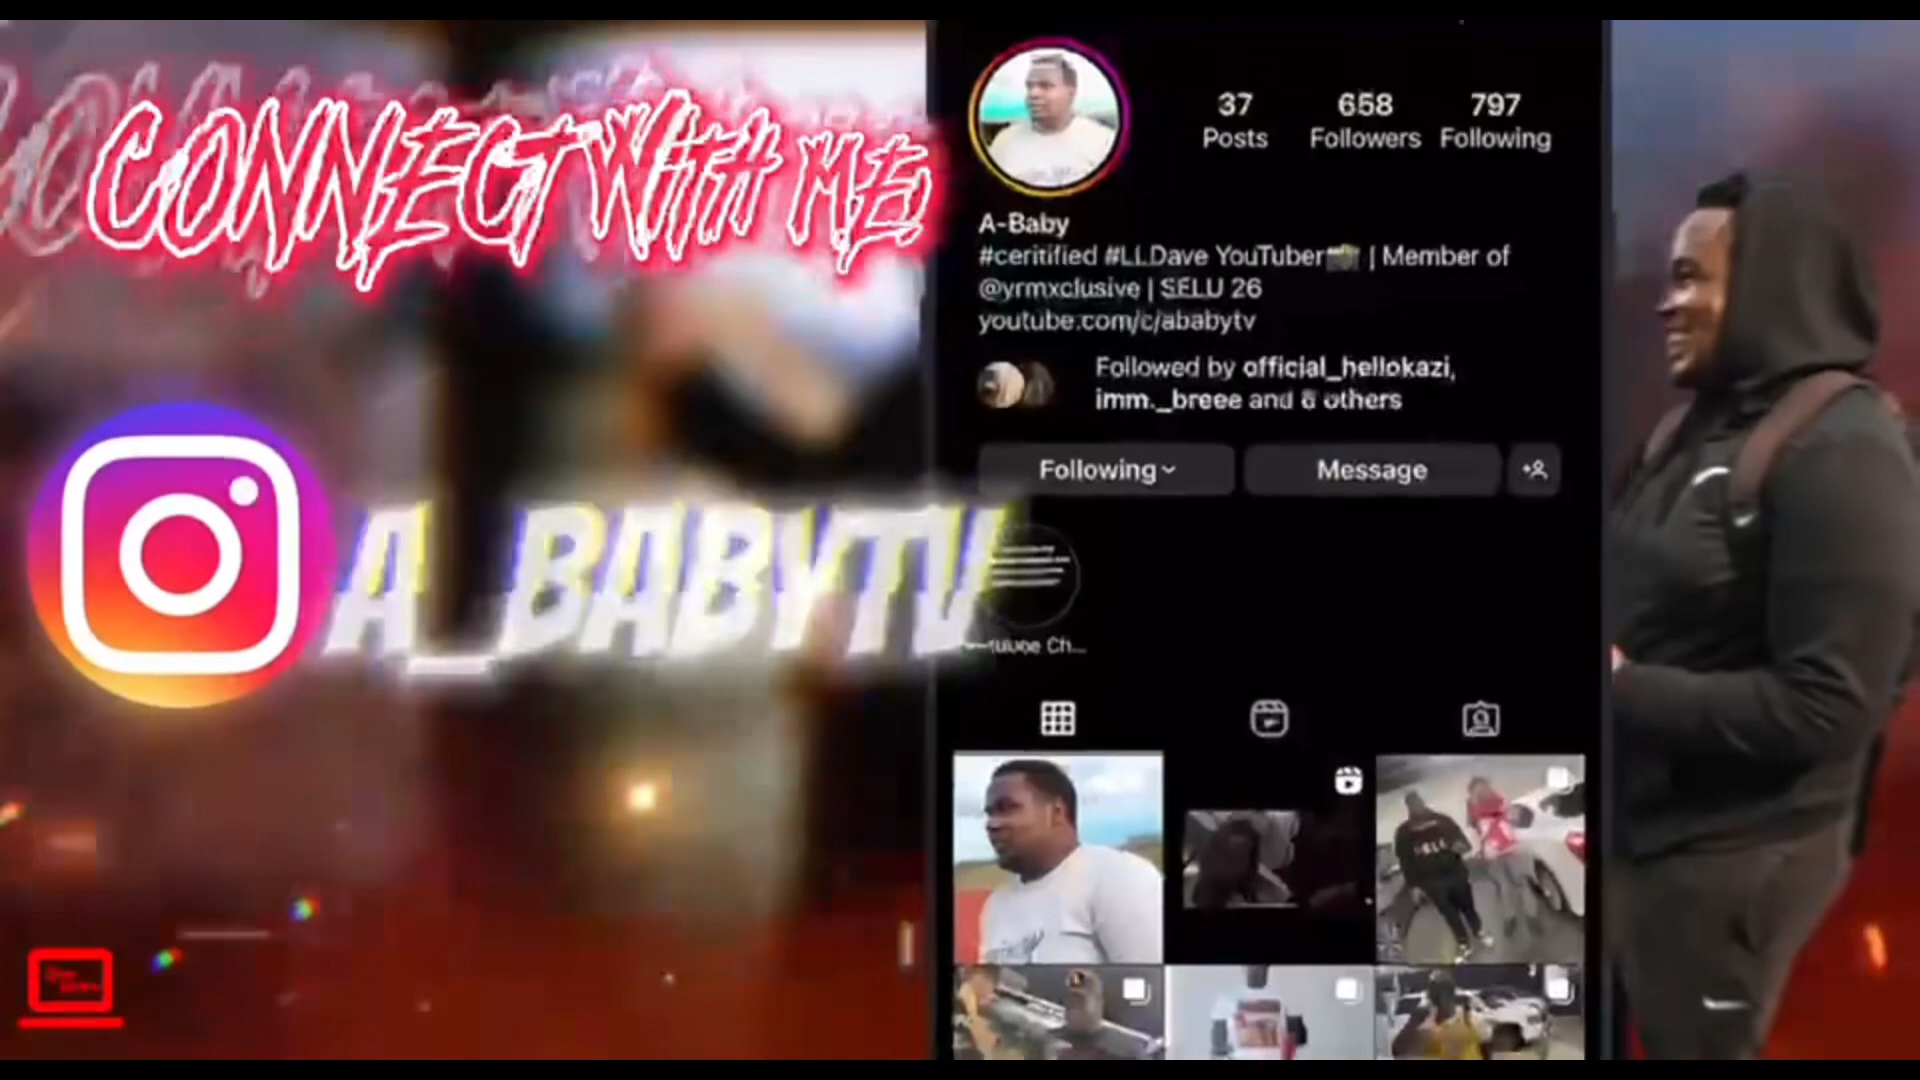 CONNECT WITH ME
A_BABYTV
37 658 797
Posts Followers Following
A-Baby
#ceritified #LLDave YouTuber | Member of
@yrmxclusive | SELU 26
youtube.com/c/ababytv
Followed by official_hellokazi,
imm._breee and 8 others
Following Message
Ch...